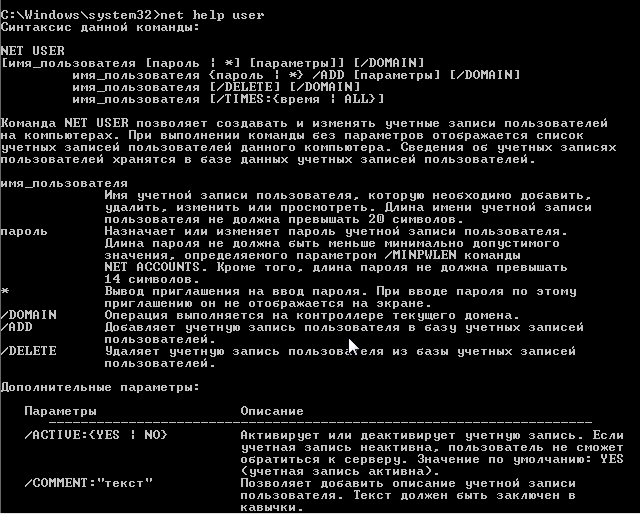 C:\Windows\system32>net help user
Синтаксис данной команды:
NET USER
[имя_пользователя [пароль | *] [параметры]] [/DOMAIN]
имя_пользователя {пароль | *} /ADD [параметры] [/DOMAIN]
имя_пользователя [/DELETE] [/DOMAIN]
имя_пользователя [/TIMES:{время | ALL}]
Команда NET USER позволяет создавать и изменять учетные записи пользователей
на компьютерах. При выполнении команды без параметров отображается список
учетных записей пользователей данного компьютера. Сведения об учетных записях
пользователей хранятся в базе данных учетных записей пользователей.
имя_пользователя
Имя учетной записи пользователя, которую необходимо добавить,
удалить, изменить или просмотреть. Длина имени учетной записи
пользователя не должна превышать 20 символов.
пароль Назначает или изменяет пароль учетной записи пользователя.
Длина пароля не должна быть меньше минимально допустимого
значения, определяемого параметром /MINPWLEN команды
NET ACCOUNTS. Кроме того, длина пароля не должна превышать
14 символов.
* Вывод приглашения на ввод пароля. При вводе пароля по этому
приглашению он не отображается на экране.
/DOMAIN Операция выполняется на контроллере текущего домена.
/ADD Добавляет учетную запись пользователя в базу учетных записей
пользователей.
/DELETE Удаляет учетную запись пользователя из базы учетных записей
пользователей.
Дополнительные параметры:
Параметры Описание
--------------------------------------------------------------------
/ACTIVE:{YES | NO} Активирует или деактивирует учетную запись. Если
учетная запись неактивна, пользователь не сможет
обратиться к серверу. Значение по умолчанию: YES
(учетная запись активна).
/COMMENT:"текст" Позволяет добавить описание учетной записи
пользователя. Текст должен быть заключен в
кавычки.